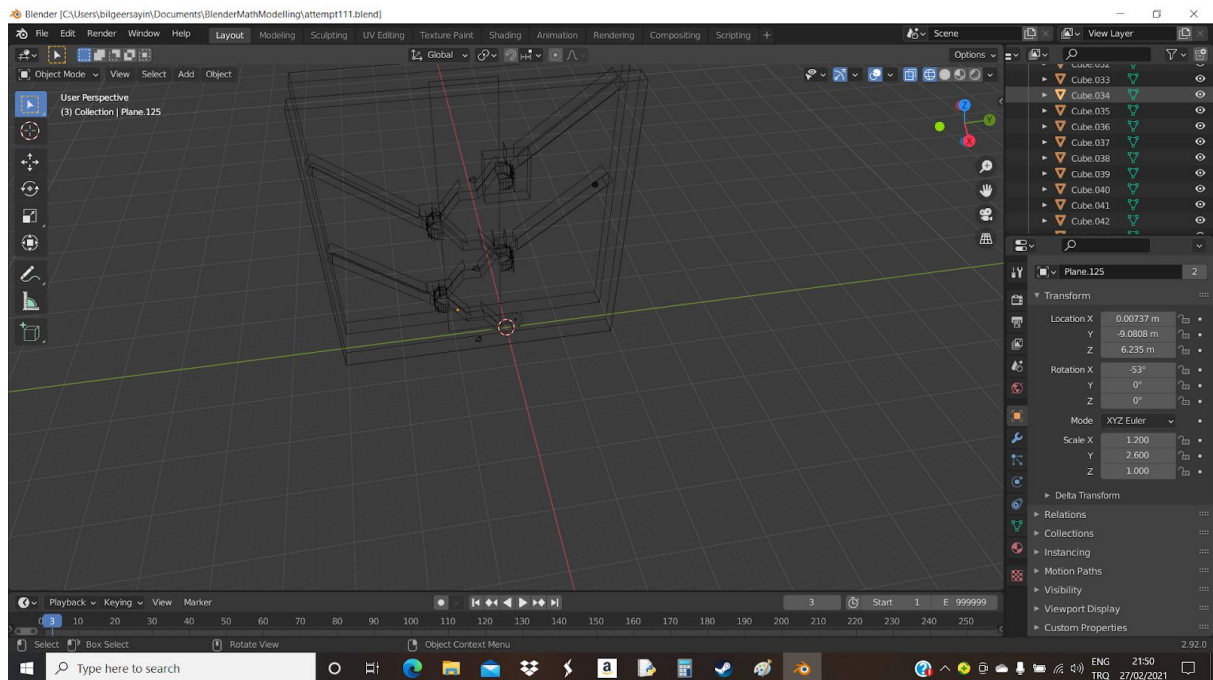 Blender [C:\Users\bilgeersayin\Documents\BlenderMathModelling\attempt111.blend]
File Edit Render Window Help Layout Modeling Sculpting UV Editing Texture Paint Shading Animation Rendering Compositing Scripting + Scene View Layer
Global Options
Object Mode View Select Add Object
User Perspective
(3) Collection | Plane.125
Z
Y
X
Cube.032
Cube.033
Cube.034
Cube.035
Cube.036
Cube.037
Cube.038
Cube.039
Cube.040
Cube.041
Cube.042
Plane.125 2
Transform
Location X 0.00737 m
Y -9.0808 m
Z 6.235 m
Rotation X -53°
Y 0°
Z 0°
Mode XYZ Euler
Scale X 1.200
Y 2.600
Z 1.000
Delta Transform
Relations
Collections
Instancing
Motion Paths
Visibility
Viewport Display
Custom Properties
Playback Keying View Marker 3 Start 1 E 999999
0 3 10 20 30 40 50 60 70 80 90 100 110 120 130 140 150 160 170 180 190 200 210 220 230 240 250
Select Box Select Rotate View Object Context Menu 2.92.0
Type here to search
a
ENG 21:50
TRQ 27/02/2021